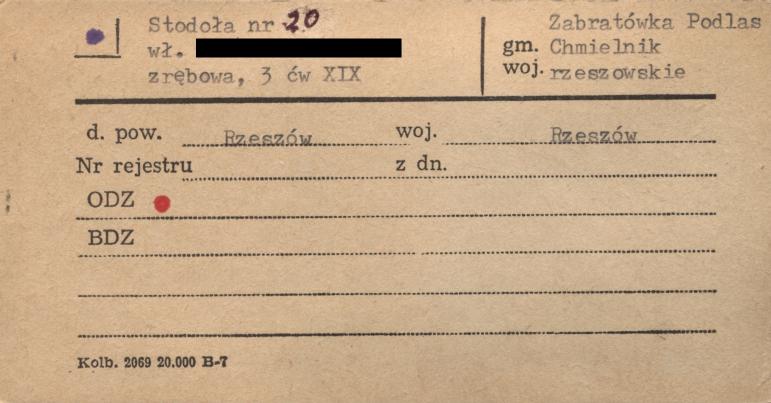 Stodoła nr 20
wł.
zrębowa, 3 ćw XIX
Zabratówka Podlas
gm. Chmielnik
woj. rzeszowskie
d. pow. Rzeszów woj. Rzeszów
Nr rejestru z dn.
ODZ
BDZ
Kolb. 2069 20.000 B-7